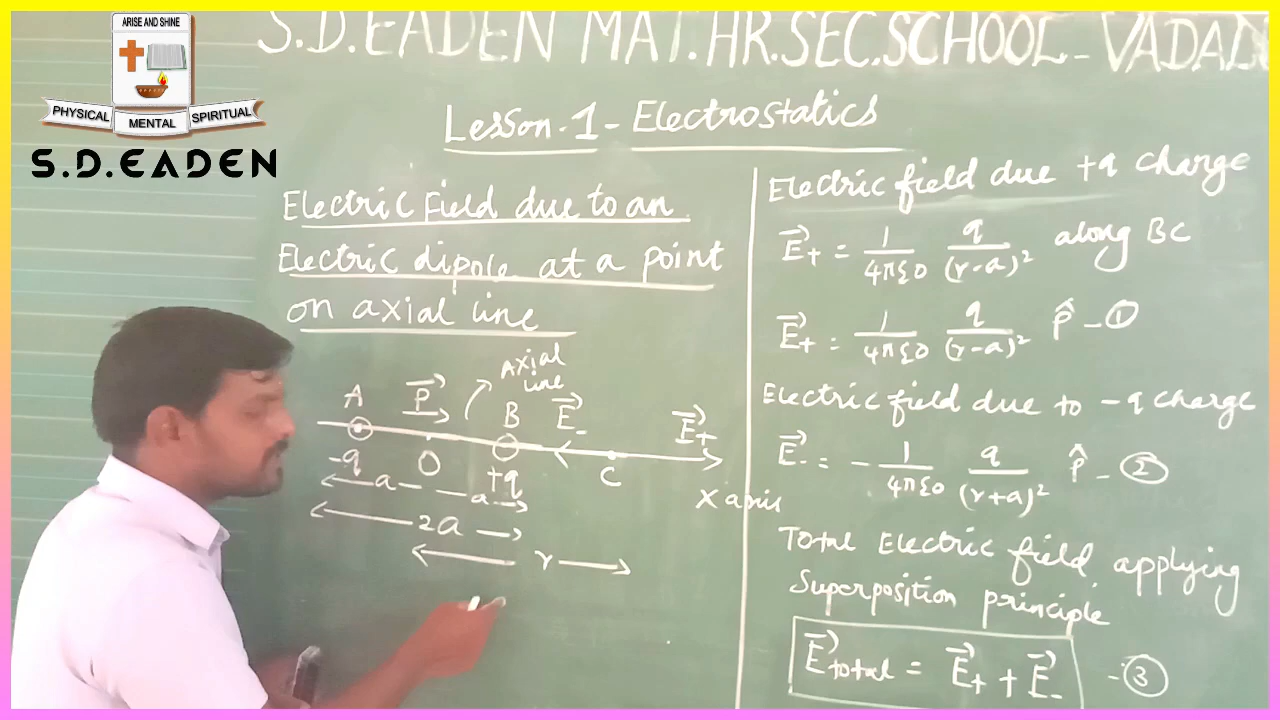 ARISE AND SHINE
PHYSICAL
MENTAL
SPIRITUAL
S.D.EADEN
S.D.EADEN MAT.HR.SEC.SCHOOL-
Lesson.1-Electrostatics
Electric Field due to an
Electric dipole at a point
on axial line
Axial
line
A P⃗ B E⃗₋ E⃗₊
-q O +q C
X axis
a a
2a
r
Electric field due +q charge
E⃗₊ = 1/4πε0 q/(r-a)² along BC
E⃗₊ = 1/4πε0 q/(r-a)² P̂ - ①
Electric field due to -q charge
E⃗₋ = - 1/4πε0 q/(r+a)² P̂ - ②
Total Electric field applying
Superposition principle
E⃗total = E⃗₊ + E⃗₋ - ③